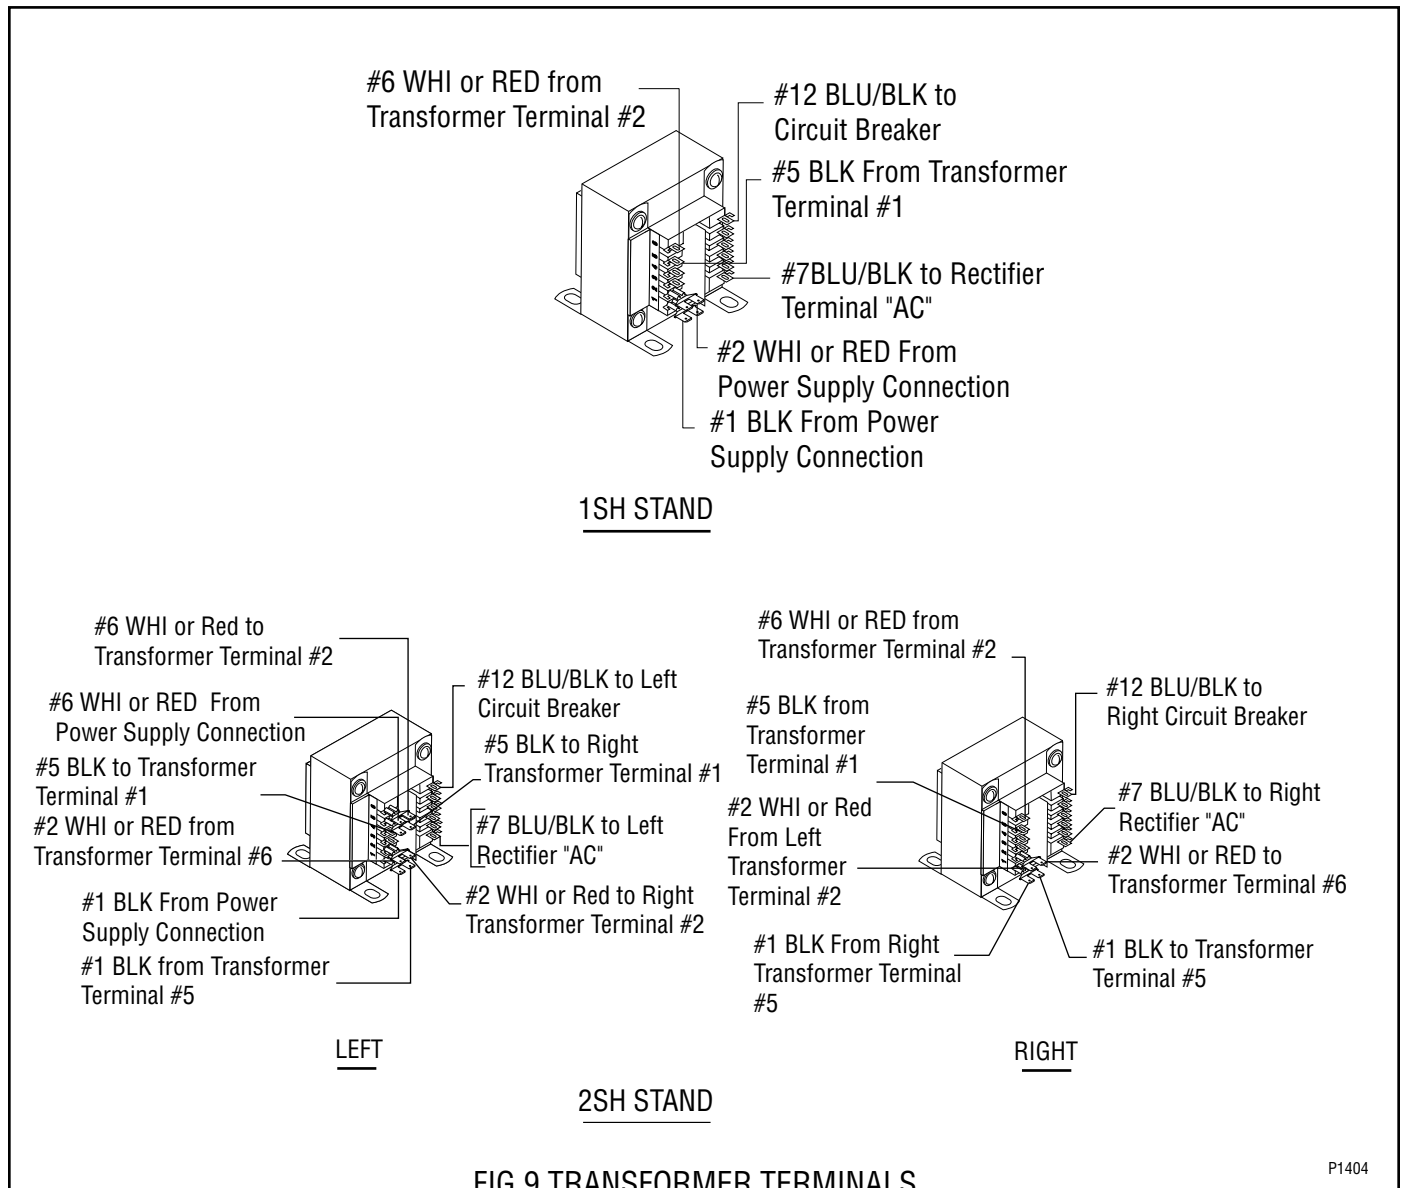 #6 WHI or RED from
Transformer Terminal #2
#12 BLU/BLK to
Circuit Breaker
#5 BLK From Transformer
Terminal #1
#7BLU/BLK to Rectifier
Terminal "AC"
#2 WHI or RED From
Power Supply Connection
#1 BLK From Power
Supply Connection
1SH STAND
#6 WHI or Red to
Transformer Terminal #2
#6 WHI or RED From
Power Supply Connection
#5 BLK to Transformer
Terminal #1
#2 WHI or RED from
Transformer Terminal #6
#1 BLK From Power
Supply Connection
#1 BLK from Transformer
Terminal #5
#12 BLU/BLK to Left
Circuit Breaker
#5 BLK to Right
Transformer Terminal #1
#7 BLU/BLK to Left
Rectifier "AC"
#2 WHI or Red to Right
Transformer Terminal #2
LEFT
#6 WHI or RED from
Transformer Terminal #2
#5 BLK from
Transformer
Terminal #1
#2 WHI or Red
From Left
Transformer
Terminal #2
#1 BLK From Right
Transformer Terminal
#5
#12 BLU/BLK to
Right Circuit Breaker
#7 BLU/BLK to Right
Rectifier "AC"
#2 WHI or RED to
Transformer Terminal #6
#1 BLK to Transformer
Terminal #5
RIGHT
2SH STAND
FIG 9 TRANSFORMER TERMINALS
P1404